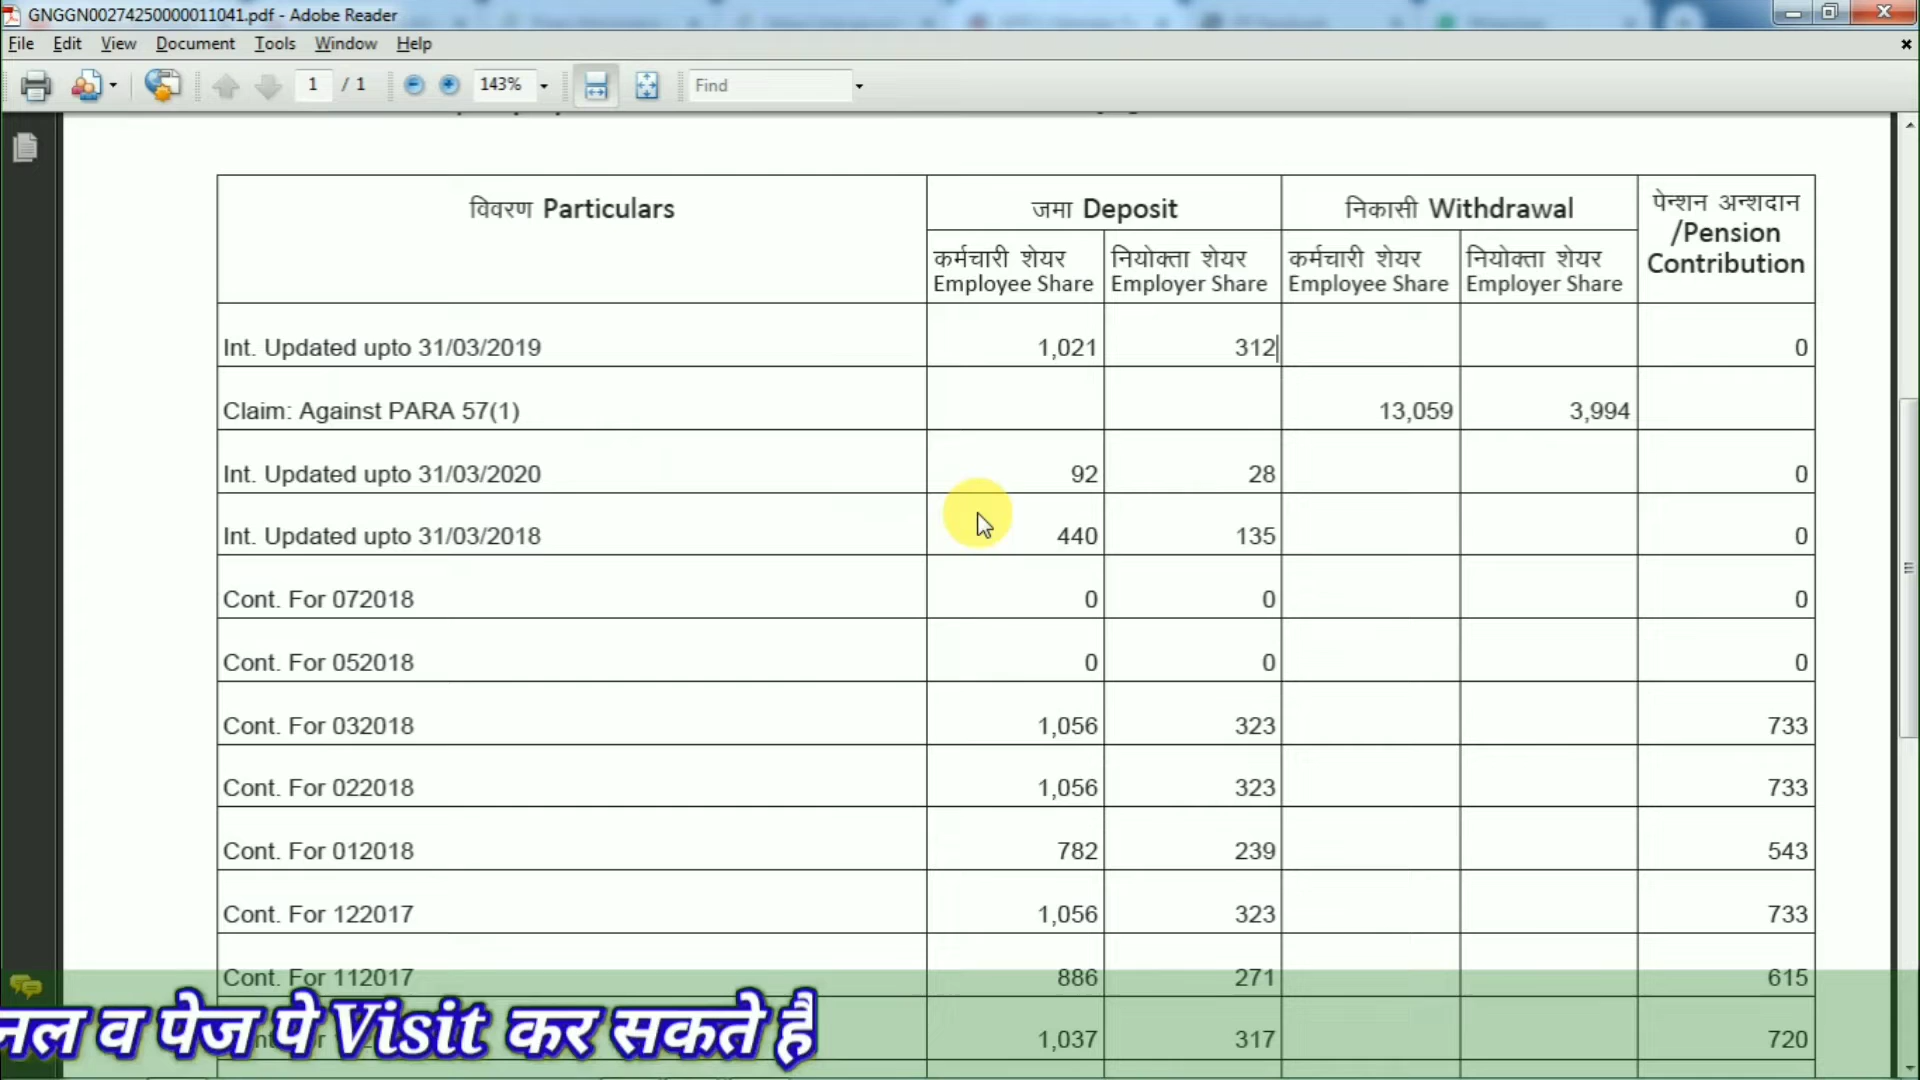 GNGGN00274250000011041.pdf - Adobe Reader
File Edit View Document Tools Window Help
1 / 1 143% Find
विवरण Particulars जमा Deposit निकासी Withdrawal पेन्शन अन्शदान /Pension Contribution
कर्मचारी शेयर Employee Share नियोक्ता शेयर Employer Share कर्मचारी शेयर Employee Share नियोक्ता शेयर Employer Share
Int. Updated upto 31/03/2019 1,021 312 0
Claim: Against PARA 57(1) 13,059 3,994
Int. Updated upto 31/03/2020 92 28 0
Int. Updated upto 31/03/2018 440 135 0
Cont. For 072018 0 0 0
Cont. For 052018 0 0 0
Cont. For 032018 1,056 323 733
Cont. For 022018 1,056 323 733
Cont. For 012018 782 239 543
Cont. For 122017 1,056 323 733
Cont. For 112017 886 271 615
1,037 317 720
व पेज पे Visit कर सकते है